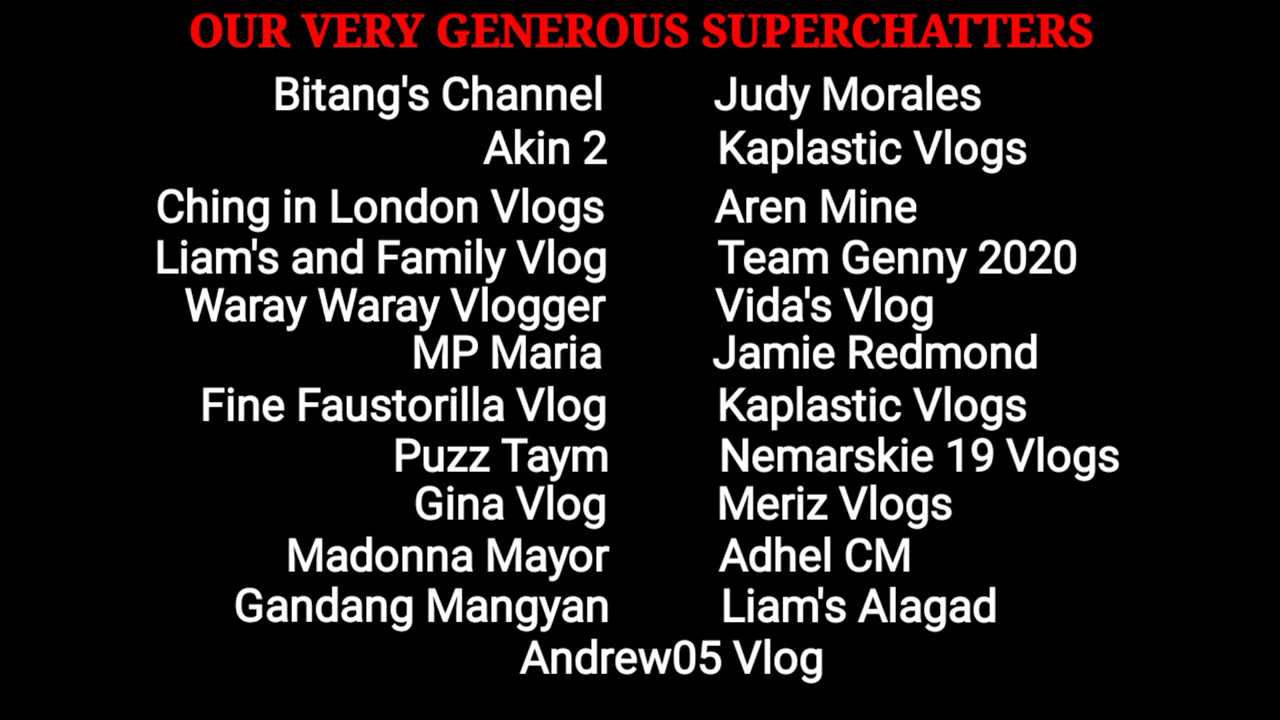 OUR VERY GENEROUS SUPERCHATTERS
Bitang's Channel Judy Morales
Akin 2 Kaplastic Vlogs
Ching in London Vlogs Aren Mine
Liam's and Family Vlog Team Genny 2020
Waray Waray Vlogger Vida's Vlog
MP Maria Jamie Redmond
Fine Faustorilla Vlog Kaplastic Vlogs
Puzz Taym Nemarskie 19 Vlogs
Gina Vlog Meriz Vlogs
Madonna Mayor Adhel CM
Gandang Mangyan Liam's Alagad
Andrew05 Vlog